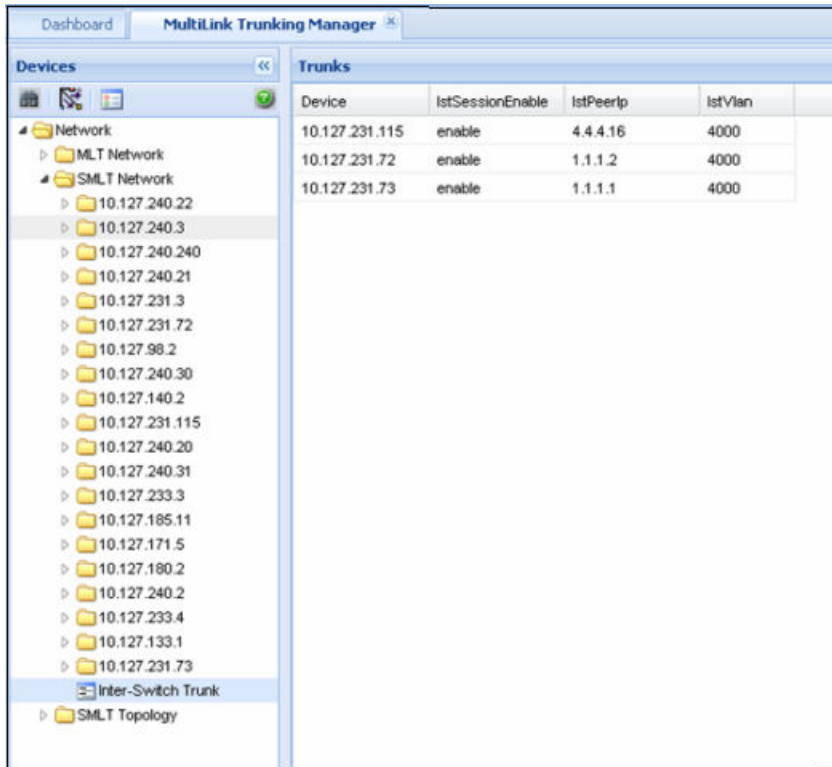 Dashboard
MultiLink Trunking Manager
Devices
Trunks
Device IstSessionEnable IstPeerIp IstVlan
10.127.231.115 enable 4.4.4.16 4000
10.127.231.72 enable 1.1.1.2 4000
10.127.231.73 enable 1.1.1.1 4000
Network
MLT Network
SMLT Network
10.127.240.22
10.127.240.3
10.127.240.240
10.127.240.21
10.127.231.3
10.127.231.72
10.127.98.2
10.127.240.30
10.127.140.2
10.127.231.115
10.127.240.20
10.127.240.31
10.127.233.3
10.127.185.11
10.127.171.5
10.127.180.2
10.127.240.2
10.127.233.4
10.127.133.1
10.127.231.73
Inter-Switch Trunk
SMLT Topology